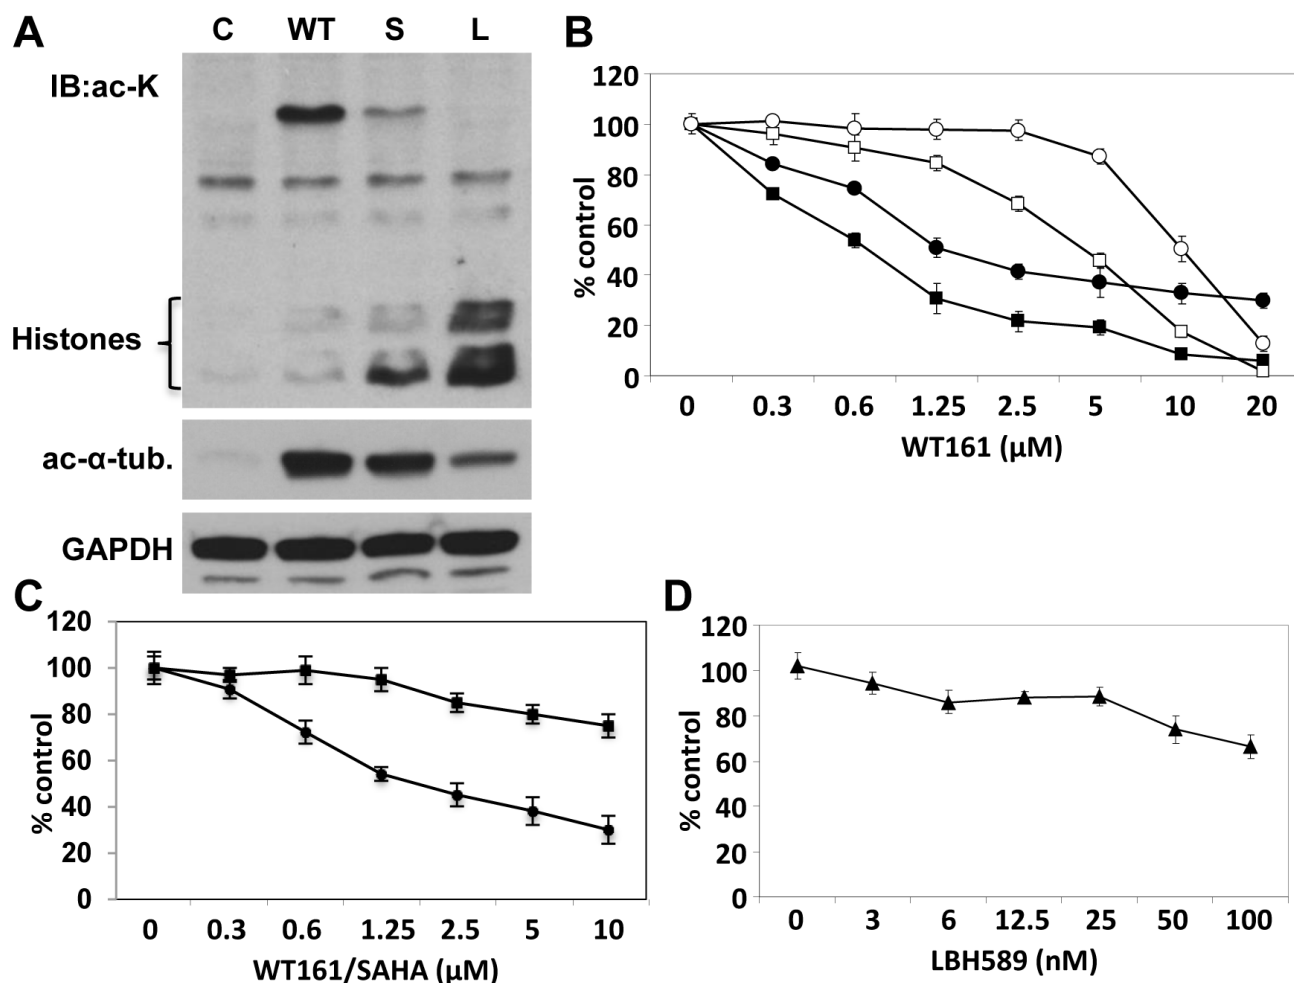 A
C WT S L
IB:ac-K
Histones
ac-α-tub.
GAPDH
B
120
100
80
60
40
20
0
% control
0 0.3 0.6 1.25 2.5 5 10 20
WT161 (µM)
C
120
100
80
60
40
20
0
% control
0 0.3 0.6 1.25 2.5 5 10
WT161/SAHA (µM)
D
120
100
80
60
40
20
0
% control
0 3 6 12.5 25 50 100
LBH589 (nM)